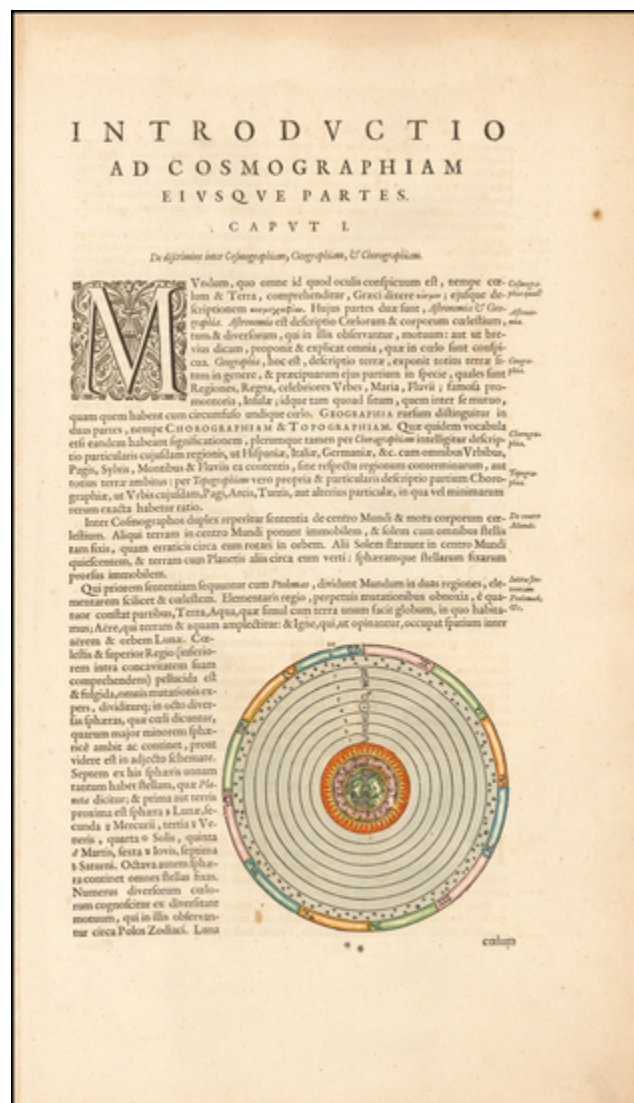 INTRODVCTIO
AD COSMOGRAPHIAM
EIVSQVE PARTES.
CAPVT I.
De discrimine inter Cosmographiam, Geographiam, & Chorographiam.
MVndum, quo omne id quod oculis conspicuum est, nempe cœ-
lum & Terra, comprehenditur, Græci dixere ; ejusque de-
scriptionem . Hujus partes duæ sunt, Astronomia & Geo-
graphia. Astronomia est descriptio Cœlorum & corporum cœlestium,
tum & diversorum, qui in illis observantur, motuum: aut ut bre-
vius dicam, proponit & explicat omnia, quæ in cœlo sunt conspi-
cua. Geographia, hoc est, descriptio terræ, exponit totius terræ si-
tum in genere, & præcipuarum ejus partium in specie, quales sunt
Regiones, Regna, celebriores Vrbes, Maria, Fluvii; famosa pro-
montoria, Insulæ; idque tam quoad situm, quem inter se mutuo,
quam quem habent cum circumfuso undique cœlo. GEOGRAPHIA rursum distinguitur in
duas partes, nempe CHOROGRAPHIAM & TOPOGRAPHIAM. Quæ quidem vocabula
etsi eandem habeant significationem, plerumque tamen per Chorographiam intelligitur descrip-
tio particularis cujusdam regionis, ut Hispaniæ, Italiæ, Germaniæ, &c. cum omnibus Vrbibus,
Pagis, Sylvis, Montibus & Fluviis ea contentis, sine respectu regionum conterminarum, aut
totius terræ ambitus: per Topographiam vero propria & particularis descriptio partium Choro-
graphiæ, ut Vrbis cujusdam, Pagi, Arcis, Turris, aut alterius particulæ, in qua vel minimarum
rerum exacta habetur ratio.
Inter Cosmographos duplex reperitur sententia de centro Mundi & motu corporum cœ-
lestium. Aliqui terram in centro Mundi ponunt immobilem, & solem cum omnibus stellis
tam fixis, quam erraticis circa eum rotari in orbem. Alii Solem statuunt in centro Mundi
quiescentem, & terram cum Planetis aliis circa eum verti; sphæramque stellarum fixarum
prorsus immobilem.
Qui priorem sententiam sequuntur cum Ptolomæo, dividunt Mundum in duas regiones, ele-
mentarem scilicet & cœlestem. Elementaris regio, perpetuis mutationibus obnoxia, è qua-
tuor constat partibus, Terra, Aqua, quæ simul cum terra unum facit globum, in quo habita-
mus; Aëre, qui terram & aquam amplectitur: & Igne, qui, ut opinantur, occupat spatium inter
aërem & orbem Lunæ. Cœ-
lestis & superior Regio (inferio-
rem intra concavitatem suam
comprehendens) pellucida est
& fulgida, omnis mutationis ex-
pers, dividiturq; in octo diver-
sas sphæras, quæ cœli dicuntur,
quarum major minorem sphæ-
ricè ambit ac continet, prout
videre est in adjecto schemate.
Septem ex his sphæris unnam
tantum habet stellam, quæ Pla-
neta dicitur; & prima aut terris
proxima est sphæra ☽ Lunæ, se-
cunda ☿ Mercurii, tertia ♀ Ve-
neris, quarta ☉ Solis, quinta
♂ Martis, sexta ♃ Iovis, septima
♄ Saturni. Octava autem sphæ-
ra continet omnes stellas fixas.
Numerus diversorum cœlo-
rum cognoscitur ex diversitate
motuum, qui in illis observan-
tur circa Polos Zodiaci. Luna
cœlum